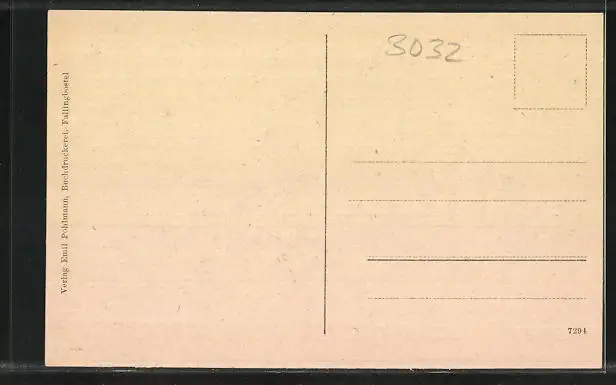 3032
Verlag Emil Pohlmann, Buchdruckerei, Fallingbostel
7294